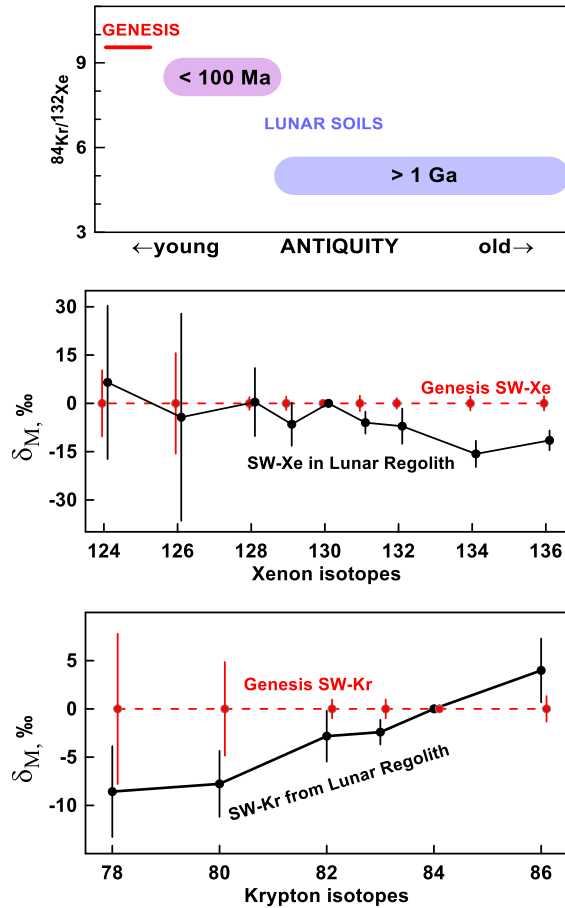 GENESIS
9
< 100 Ma
84Kr/132Xe
LUNAR SOILS
6
> 1 Ga
3
←young ANTIQUITY old→
30
15
0
-15
-30
δM, ‰
Genesis SW-Xe
SW-Xe in Lunar Regolith
124 126 128 130 132 134 136
Xenon isotopes
5
0
-5
-10
δM, ‰
Genesis SW-Kr
SW-Kr from Lunar Regolith
78 80 82 84 86
Krypton isotopes